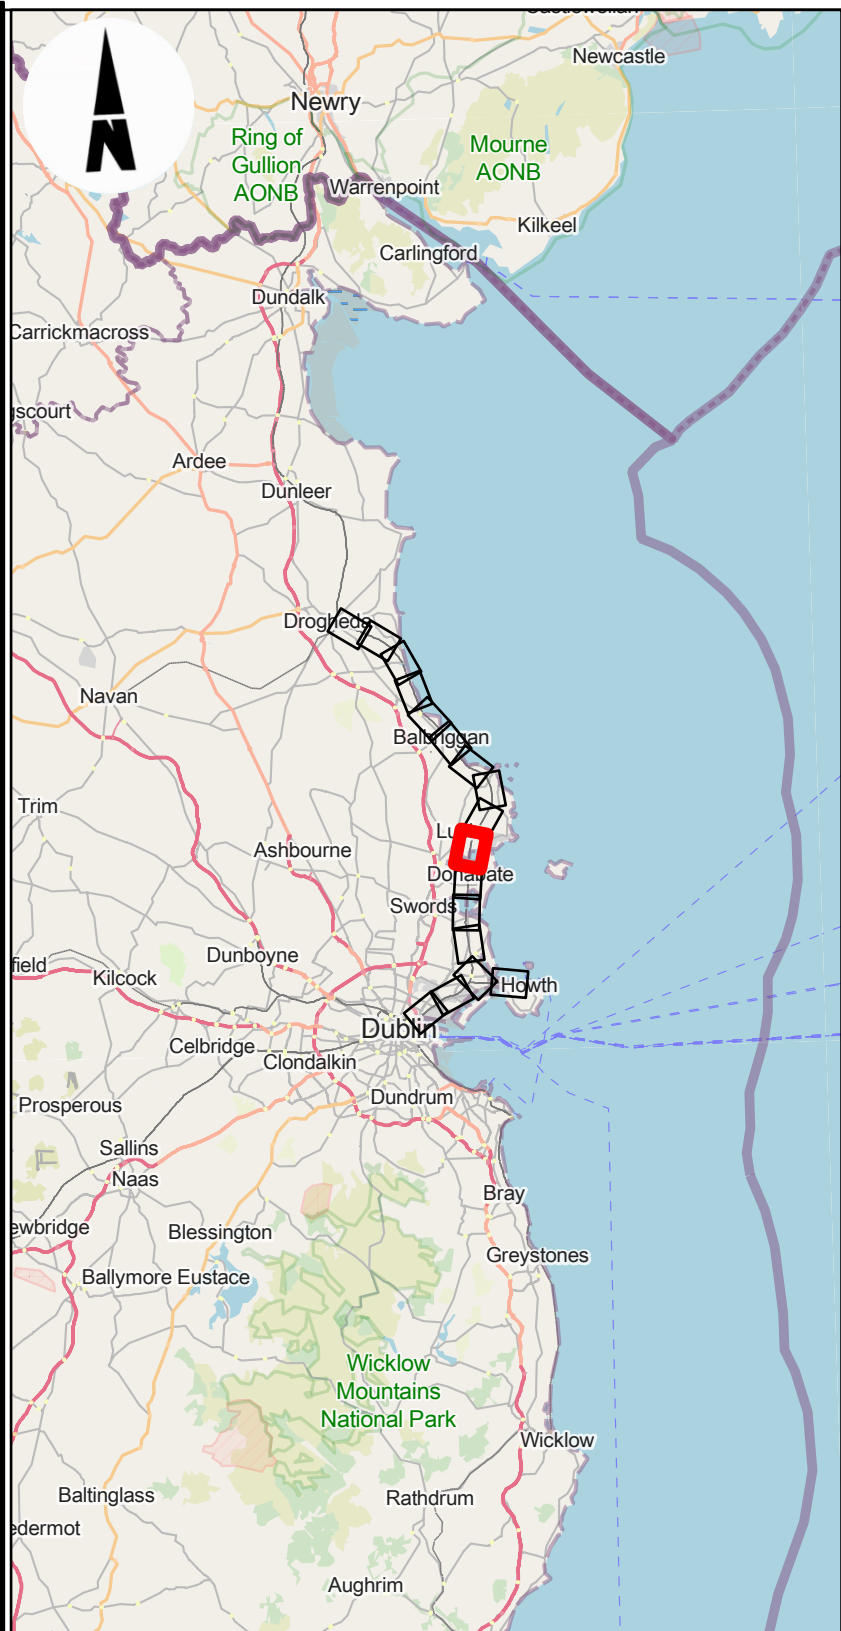 Newcastle
N
Newry
Ring of
Gullion
AONB
Mourne
AONB
Warrenpoint
Kilkeel
Carlingford
Dundalk
Carrickmacross
gscourt
Ardee
Dunleer
Drogheda
Navan
Balbriggan
Trim
Lu
Ashbourne
Donabate
Swords
Dunboyne
field
Kilcock
Howth
Dublin
Celbridge
Clondalkin
Dundrum
Prosperous
Sallins
Naas
Bray
ewbridge
Blessington
Greystones
Ballymore Eustace
Wicklow
Mountains
National Park
Wicklow
Baltinglass
Rathdrum
edermot
Aughrim